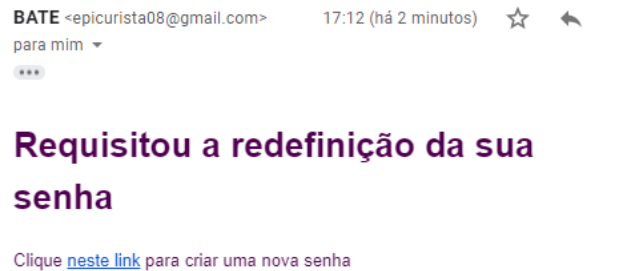 BATE <epicurista08@gmail.com> 17:12 (há 2 minutos)
para mim
Requisitou a redefinição da sua
senha
Clique neste link para criar uma nova senha